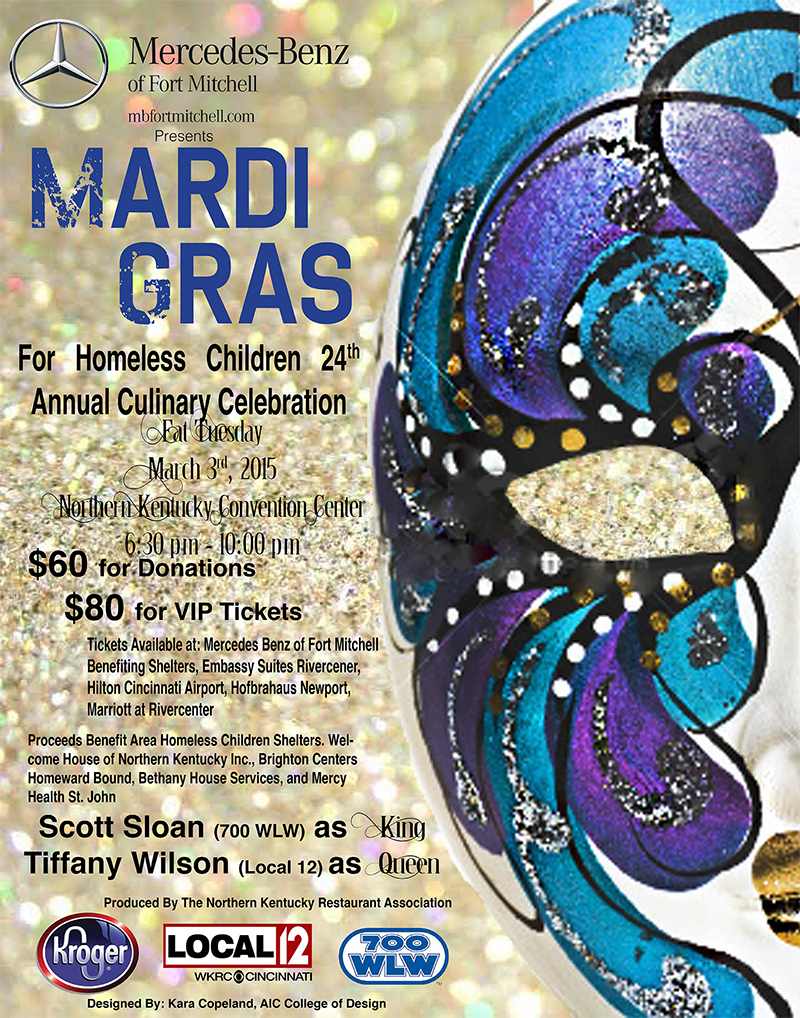 Mercedes-Benz
of Fort Mitchell
mbfortmitchell.com
Presents
MARDI
GRAS
For Homeless Children 24th
Annual Culinary Celebration
Fat Tuesday
March 3rd, 2015
Northern Kentucky Convention Center
6:30 pm - 10:00 pm
$60 for Donations
$80 for VIP Tickets
Tickets Available at: Mercedes Benz of Fort Mitchell
Benefiting Shelters, Embassy Suites Rivercener,
Hilton Cincinnati Airport, Hofbrahaus Newport,
Marriott at Rivercenter
Proceeds Benefit Area Homeless Children Shelters. Wel-
come House of Northern Kentucky Inc., Brighton Centers
Homeward Bound, Bethany House Services, and Mercy
Health St. John
Scott Sloan (700 WLW) as King
Tiffany Wilson (Local 12) as Queen
Produced By The Northern Kentucky Restaurant Association
Kroger
LOCAL 12
WKRC CINCINNATI
700
WLW
Designed By: Kara Copeland, AIC College of Design